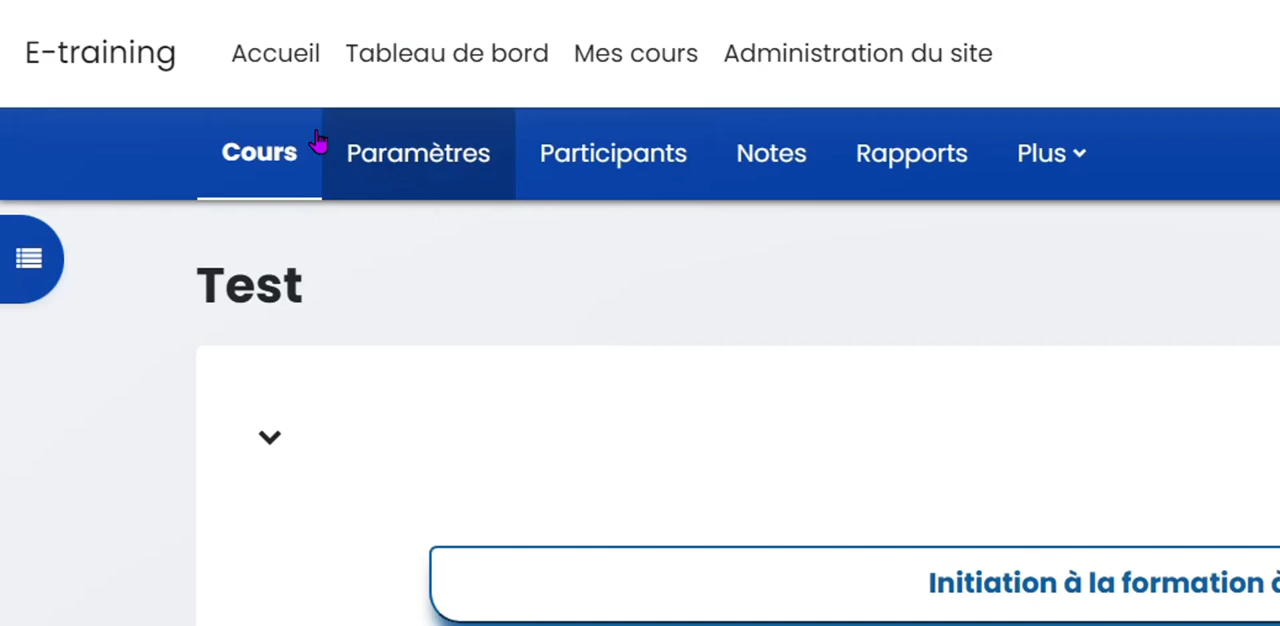 E-training Accueil Tableau de bord Mes cours Administration du site
Cours Paramètres Participants Notes Rapports Plus
Test
Initiation à la formation à